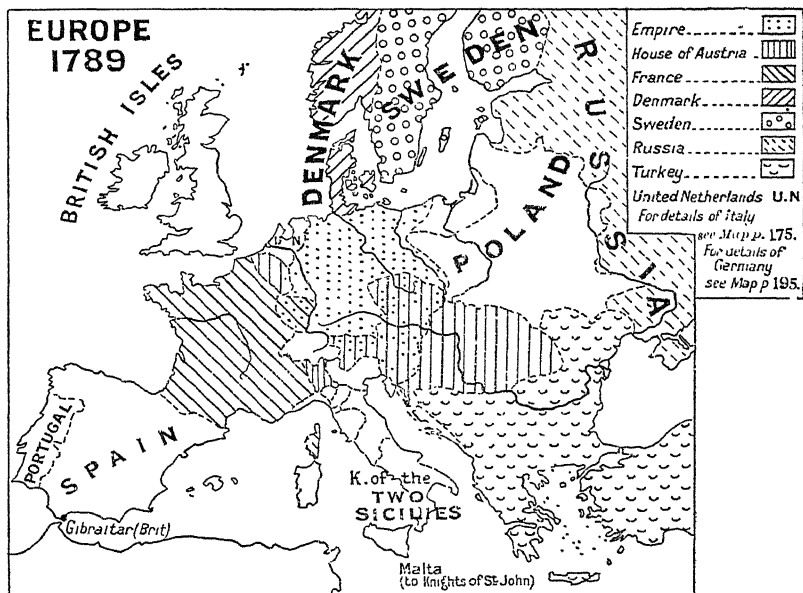 EUROPE
1789
BRITISH ISLES
DENMARK
SWEDEN
RUSSIA
POLAND
U.N
PORTUGAL
SPAIN
Gibraltar (Brit)
K. of the
TWO
SICILIES
Malta
(to Knights of St John)
Empire
House of Austria
France
Denmark
Sweden
Russia
Turkey
United Netherlands U.N
For details of Italy
see Map p. 175.
For details of
Germany
see Map p 195.